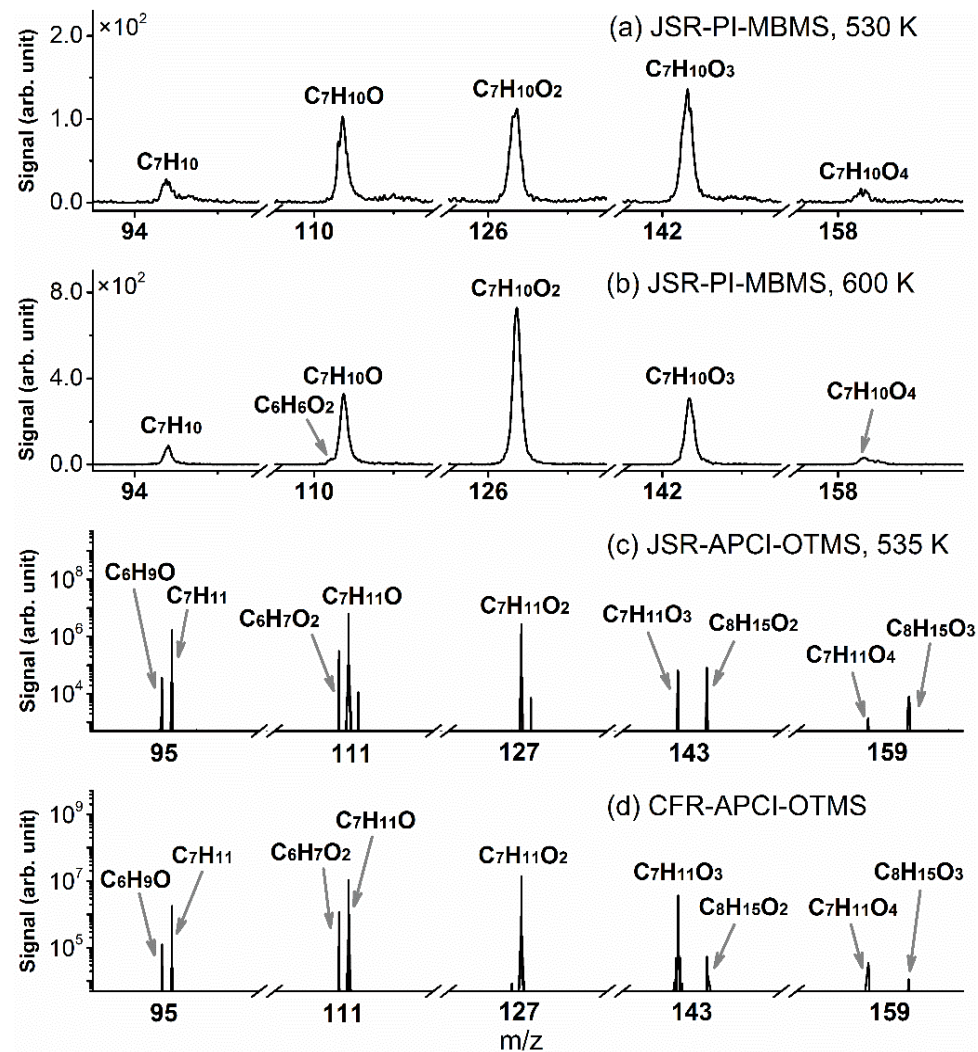 (a) JSR-PI-MBMS, 530 K
×10²
Signal (arb. unit)
2.0
1.0
0.0
C₇H₁₀
C₇H₁₀O
C₇H₁₀O₂
C₇H₁₀O₃
C₇H₁₀O₄
94
110
126
142
158
(b) JSR-PI-MBMS, 600 K
×10²
Signal (arb. unit)
8.0
4.0
0.0
C₇H₁₀
C₆H₆O₂
C₇H₁₀O
C₇H₁₀O₂
C₇H₁₀O₃
C₇H₁₀O₄
94
110
126
142
158
(c) JSR-APCI-OTMS, 535 K
Signal (arb. unit)
10⁸
10⁶
10⁴
C₆H₉O
C₇H₁₁
C₆H₇O₂
C₇H₁₁O
C₇H₁₁O₂
C₇H₁₁O₃
C₈H₁₅O₂
C₇H₁₁O₄
C₈H₁₅O₃
95
111
127
143
159
(d) CFR-APCI-OTMS
Signal (arb. unit)
10⁹
10⁷
10⁵
C₆H₉O
C₇H₁₁
C₆H₇O₂
C₇H₁₁O
C₇H₁₁O₂
C₇H₁₁O₃
C₈H₁₅O₂
C₇H₁₁O₄
C₈H₁₅O₃
95
111
127
143
159
m/z